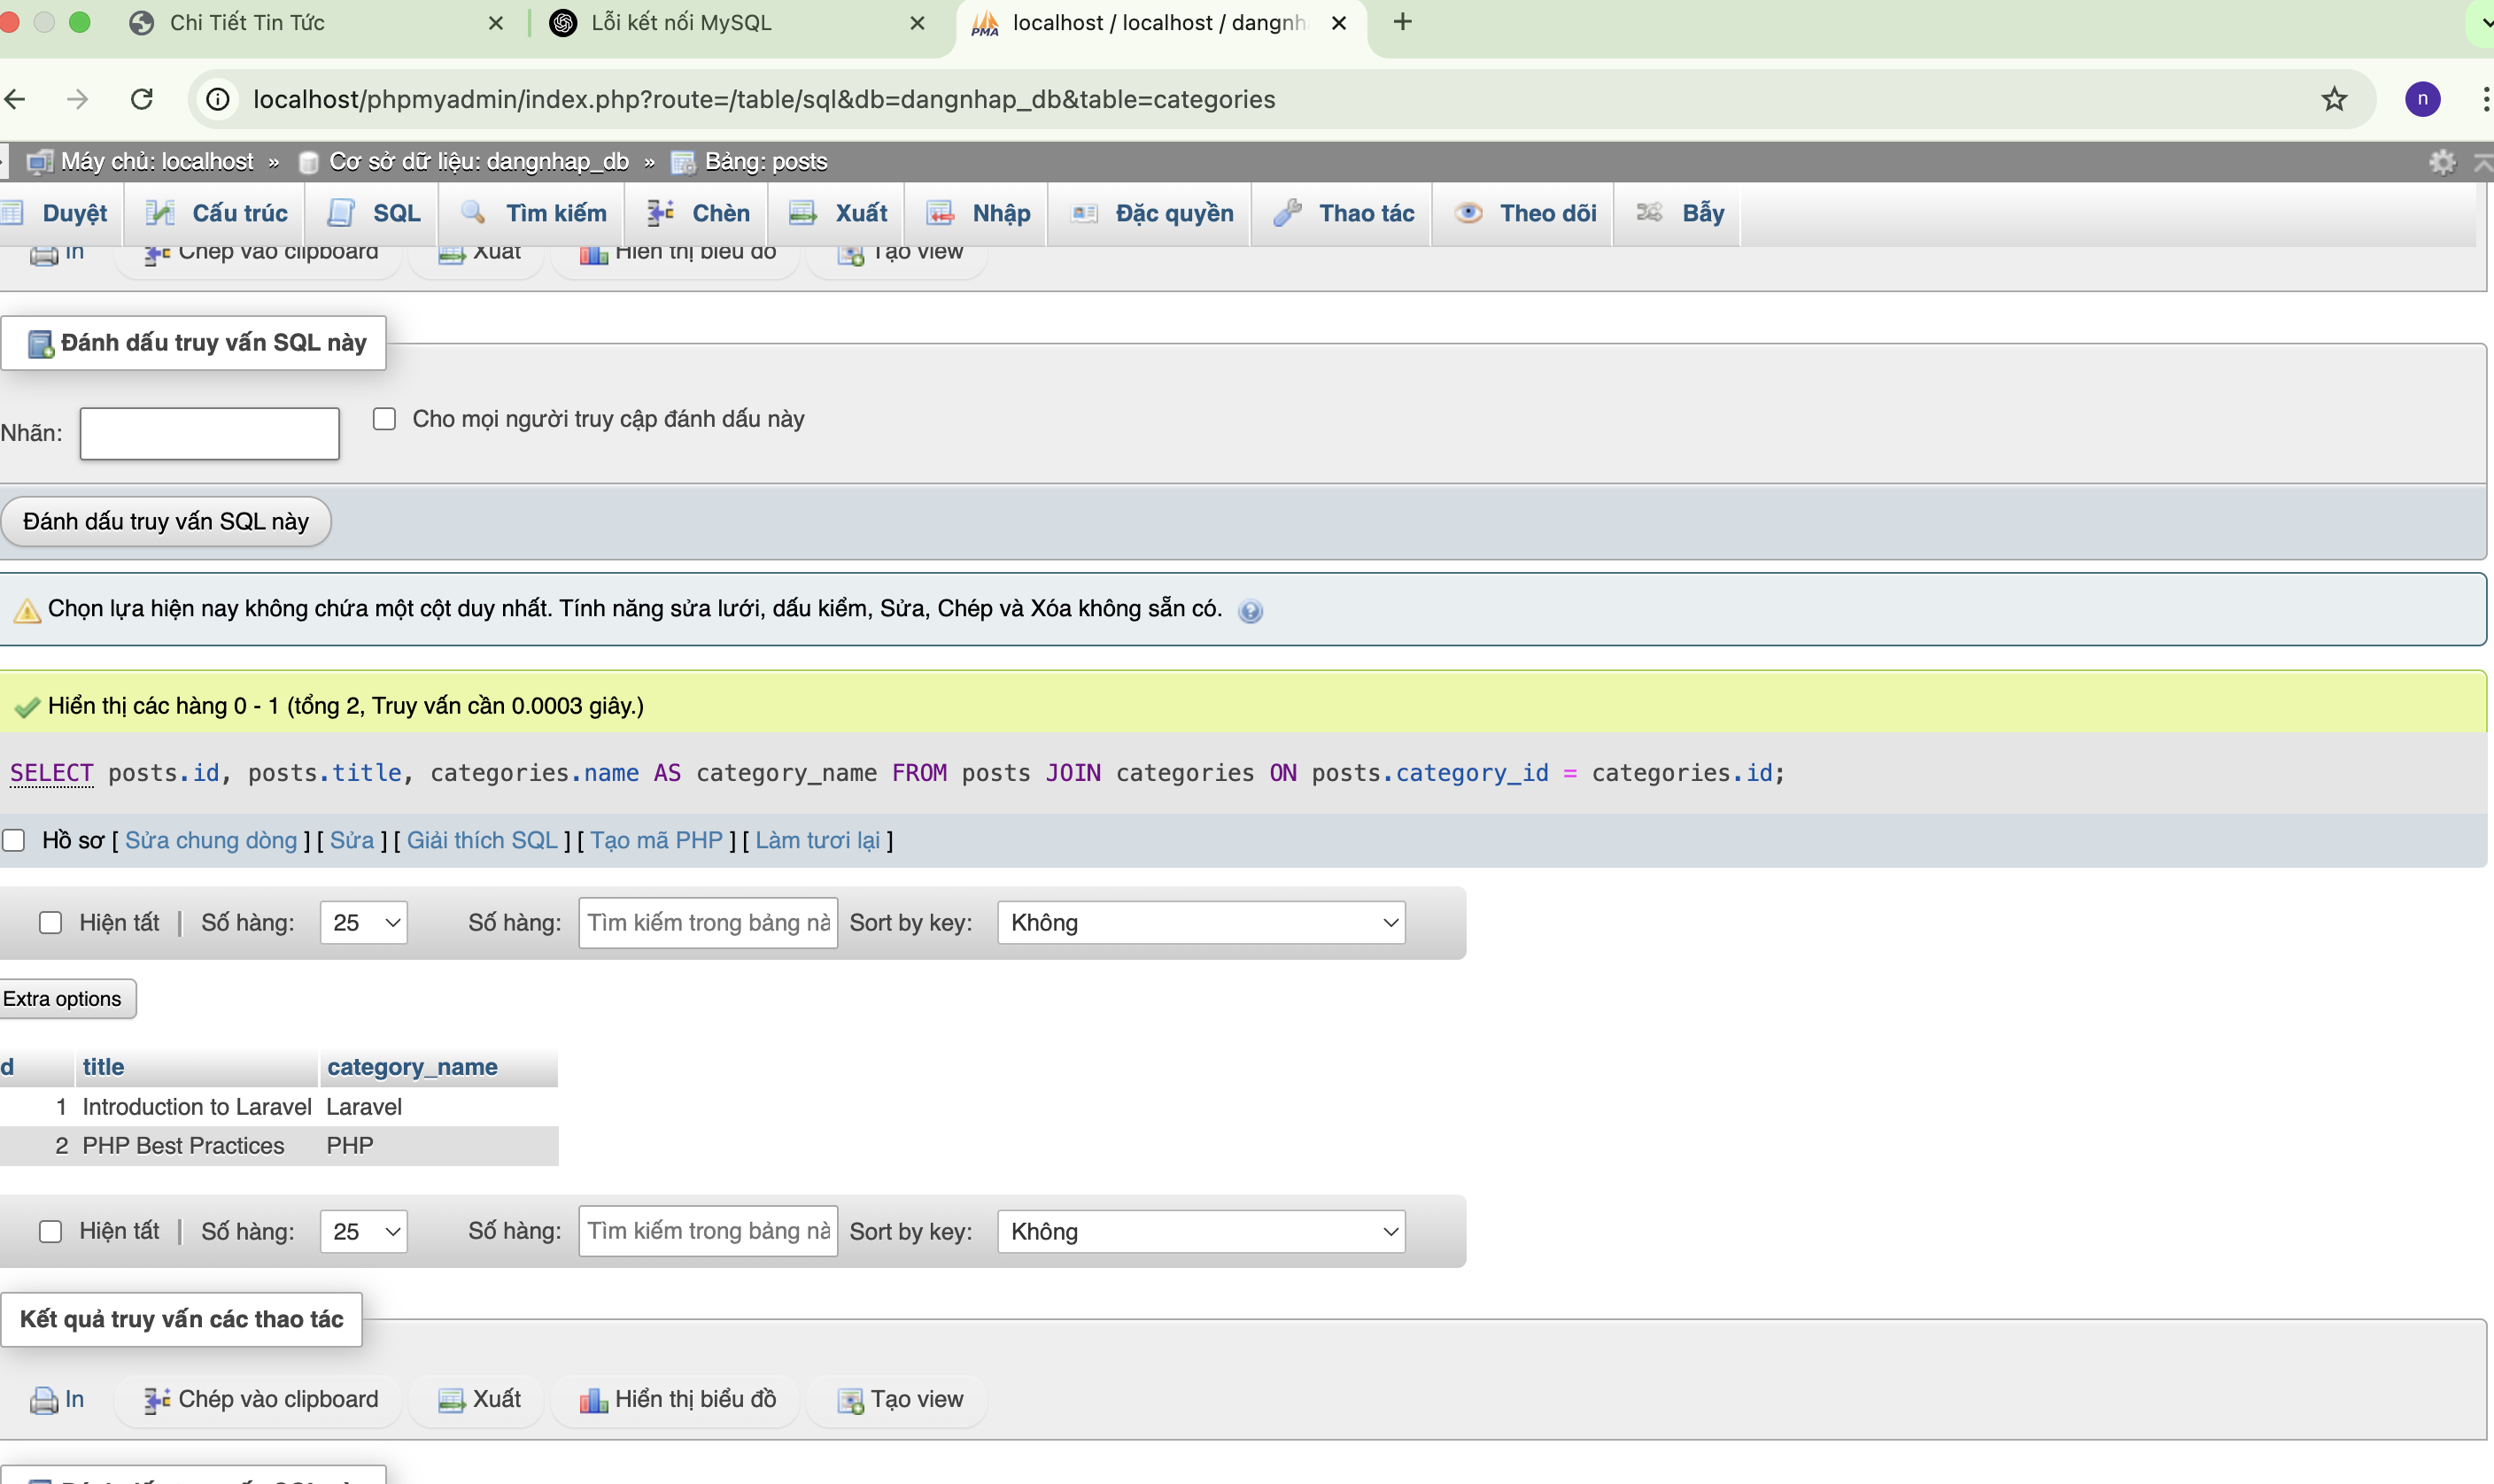 Chi Tiết Tin Tức
Lỗi kết nối MySQL
PMA
localhost / localhost / dangnh
localhost/phpmyadmin/index.php?route=/table/sql&db=dangnhap_db&table=categories
n
Máy chủ: localhost » Cơ sở dữ liệu: dangnhap_db » Bảng: posts
Duyệt Cấu trúc SQL Tìm kiếm Chèn Xuất Nhập Đặc quyền Thao tác Theo dõi Bẫy
In Chép vào clipboard Xuất Hiển thị biểu đồ Tạo view
Đánh dấu truy vấn SQL này
Nhãn: Cho mọi người truy cập đánh dấu này
Đánh dấu truy vấn SQL này
Chọn lựa hiện nay không chứa một cột duy nhất. Tính năng sửa lưới, dấu kiểm, Sửa, Chép và Xóa không sẵn có.
Hiển thị các hàng 0 - 1 (tổng 2, Truy vấn cần 0.0003 giây.)
SELECT posts.id, posts.title, categories.name AS category_name FROM posts JOIN categories ON posts.category_id = categories.id;
Hồ sơ [ Sửa chung dòng ] [ Sửa ] [ Giải thích SQL ] [ Tạo mã PHP ] [ Làm tươi lại ]
Hiện tất | Số hàng: 25 Số hàng: Tìm kiếm trong bảng nà Sort by key: Không
Extra options
d title category_name
1 Introduction to Laravel Laravel
2 PHP Best Practices PHP
Hiện tất | Số hàng: 25 Số hàng: Tìm kiếm trong bảng nà Sort by key: Không
Kết quả truy vấn các thao tác
In Chép vào clipboard Xuất Hiển thị biểu đồ Tạo view